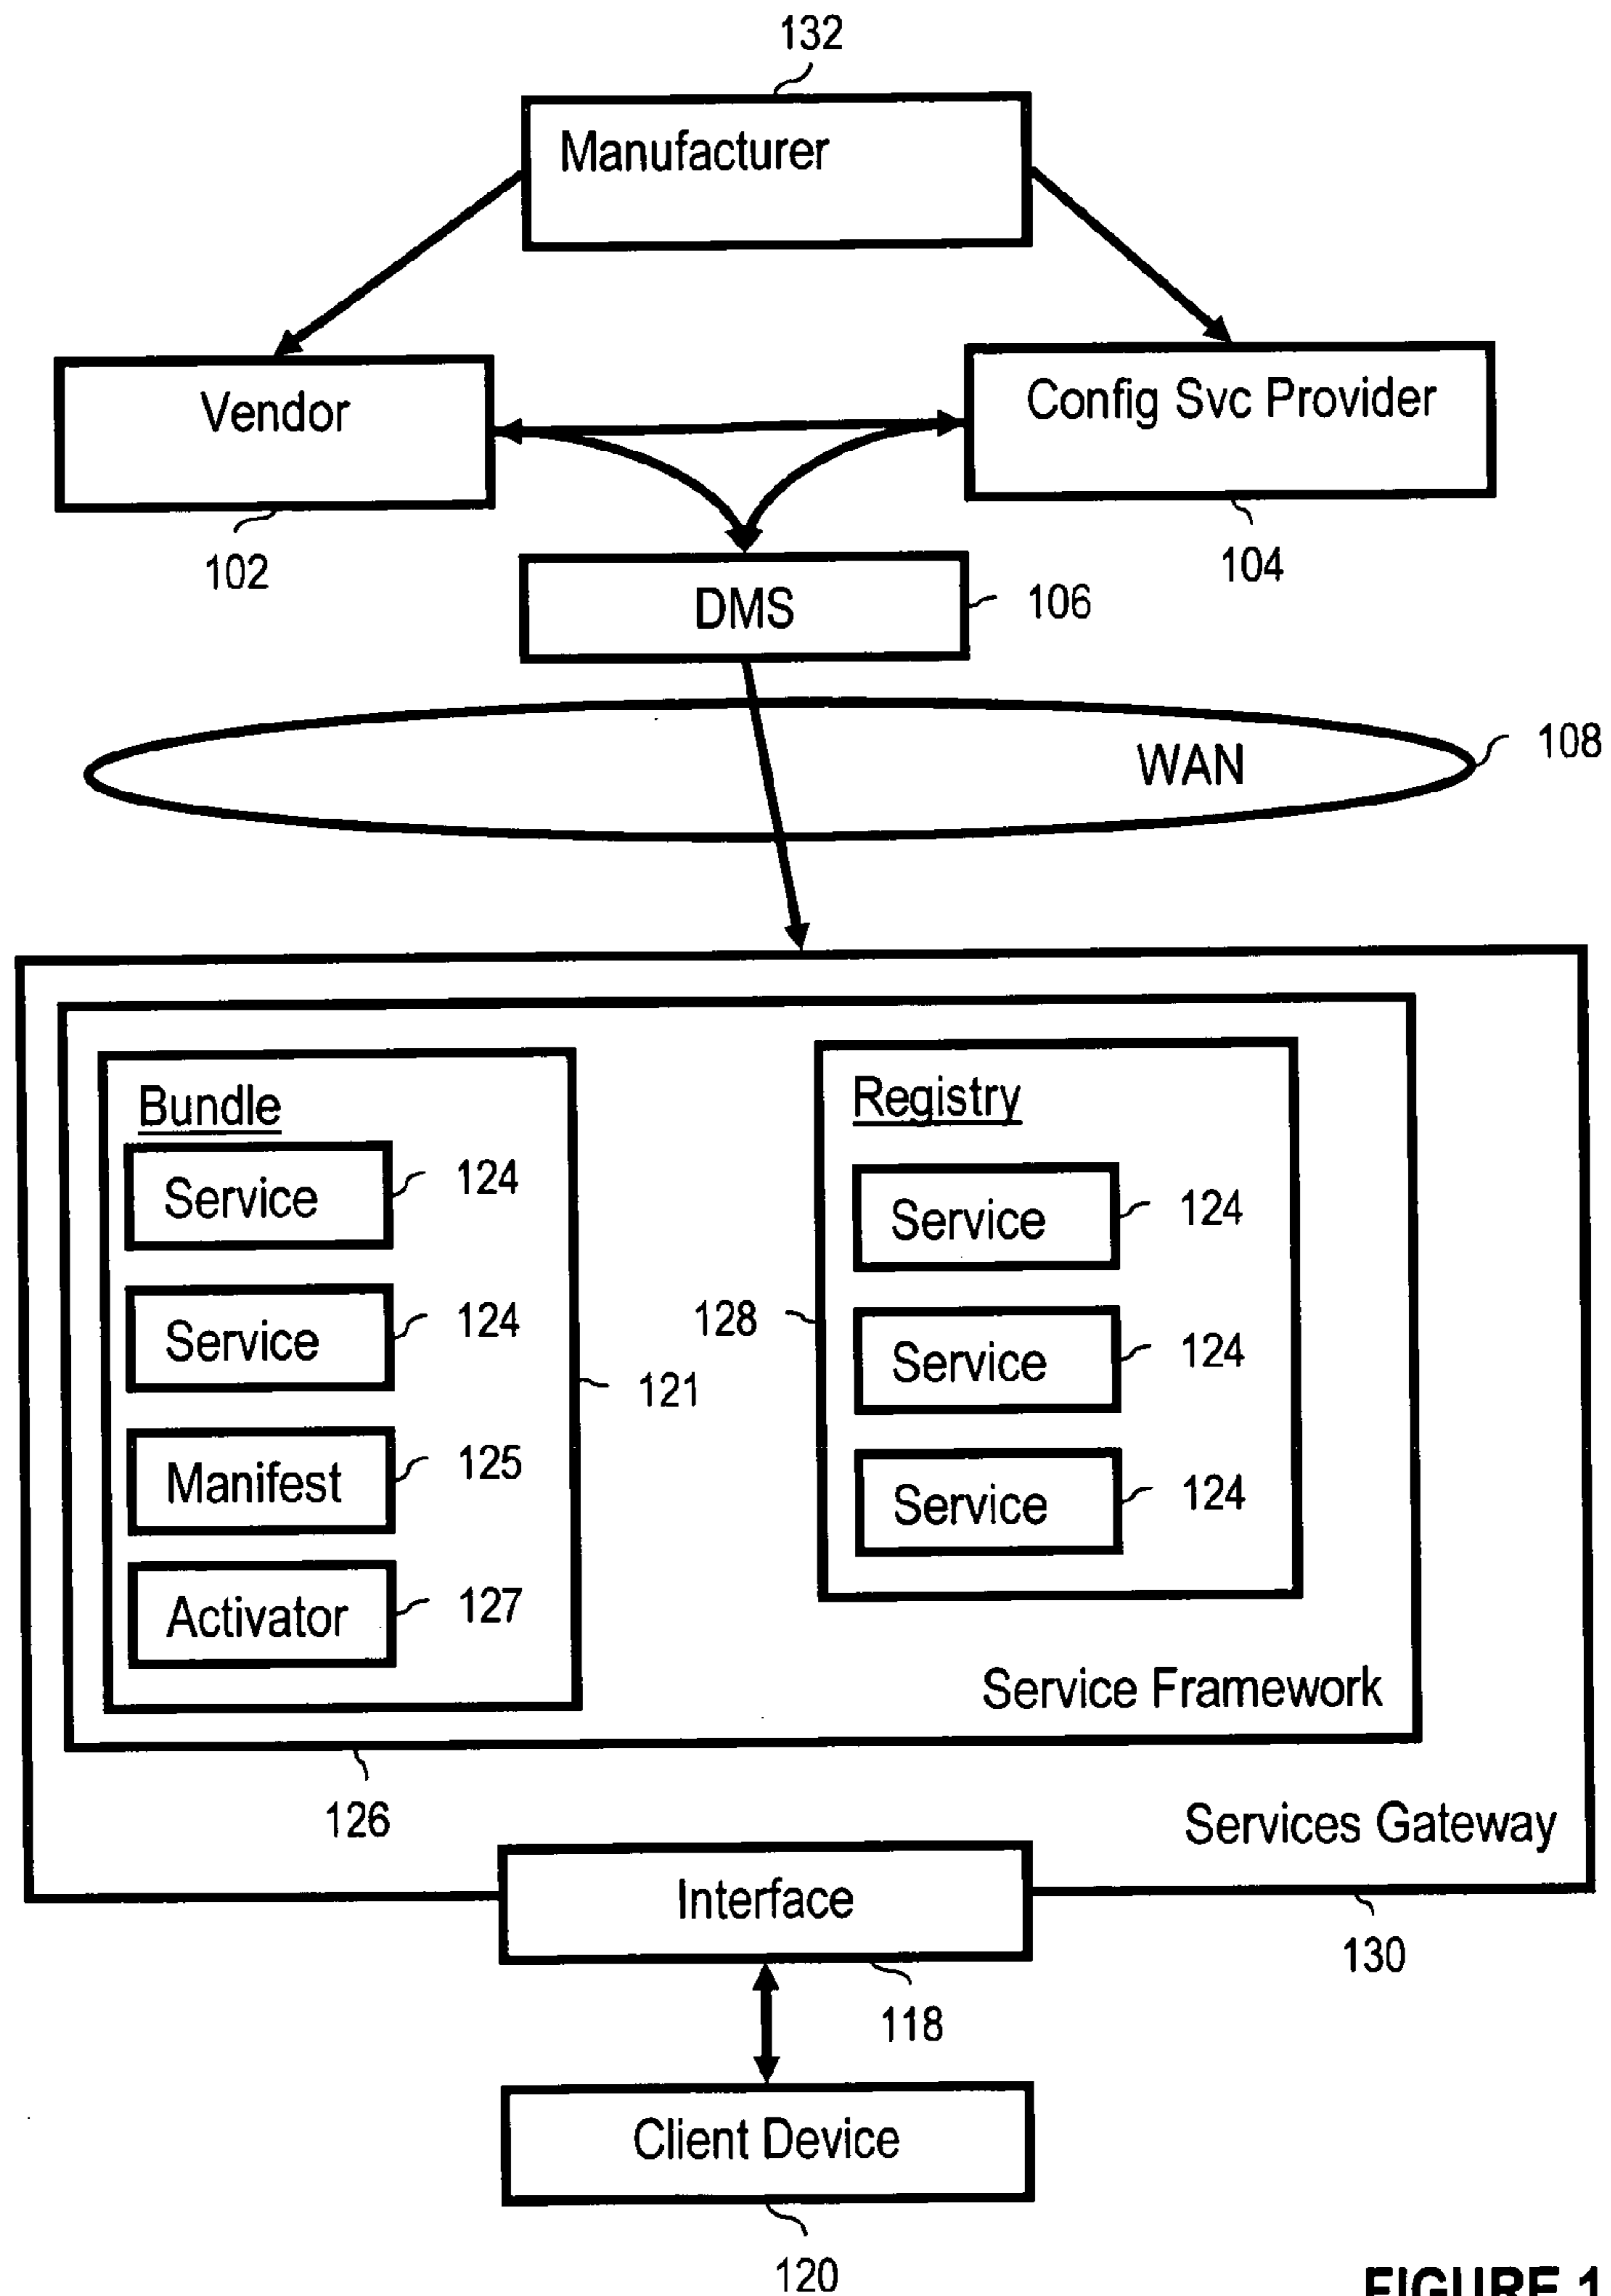 132
Manufacturer
Vendor
Config Svc Provider
102
104
DMS
106
WAN
108
Bundle
Registry
Service
124
Service
124
Service
124
128
Service
124
121
Manifest
125
Service
124
Activator
127
Service Framework
126
Services Gateway
Interface
130
118
Client Device
120
FIGURE 1